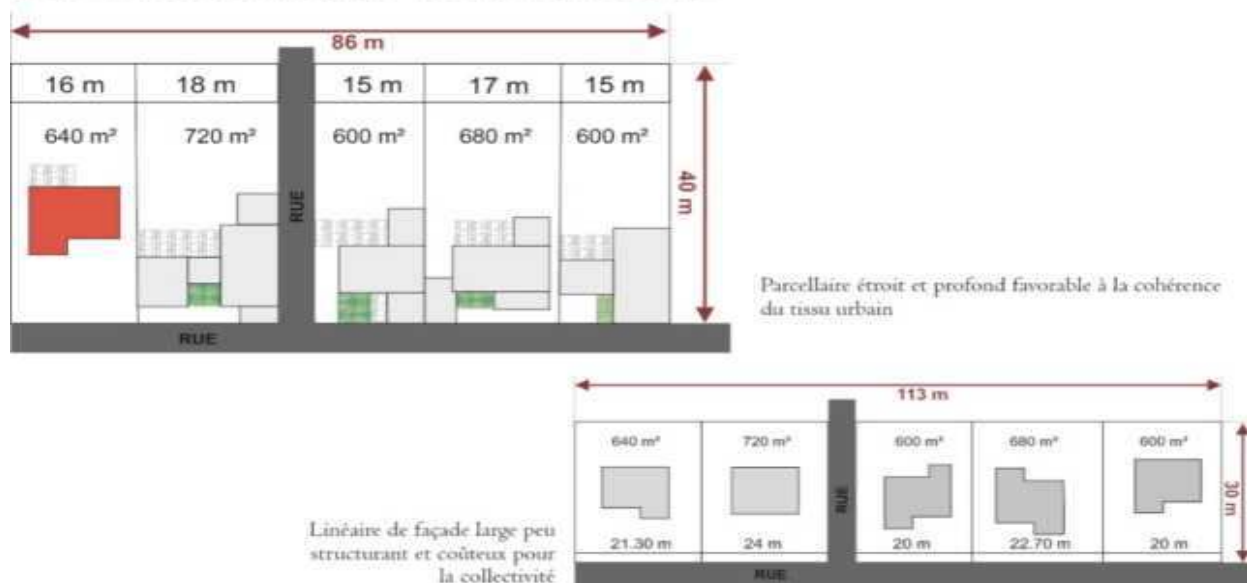 86 m
16 m 18 m 15 m 17 m 15 m
640 m² 720 m² 600 m² 680 m² 600 m²
40 m
RUE
RUE
Parcellaire étroit et profond favorable à la cohérence
du tissu urbain
113 m
640 m² 720 m² 600 m² 680 m² 600 m²
30 m
RUE
21.30 m 24 m 20 m 22.70 m 20 m
RUE
Linéaire de façade large peu
structurant et coûteux pour
la collectivité